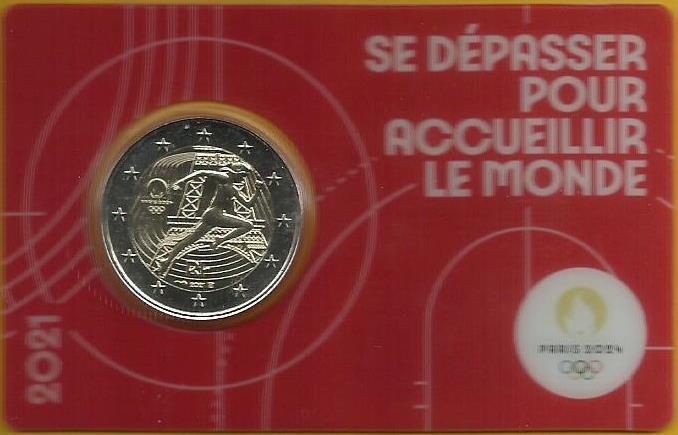 SE DÉPASSER
POUR
ACCUEILLIR
LE MONDE
2021
PARIS 2024